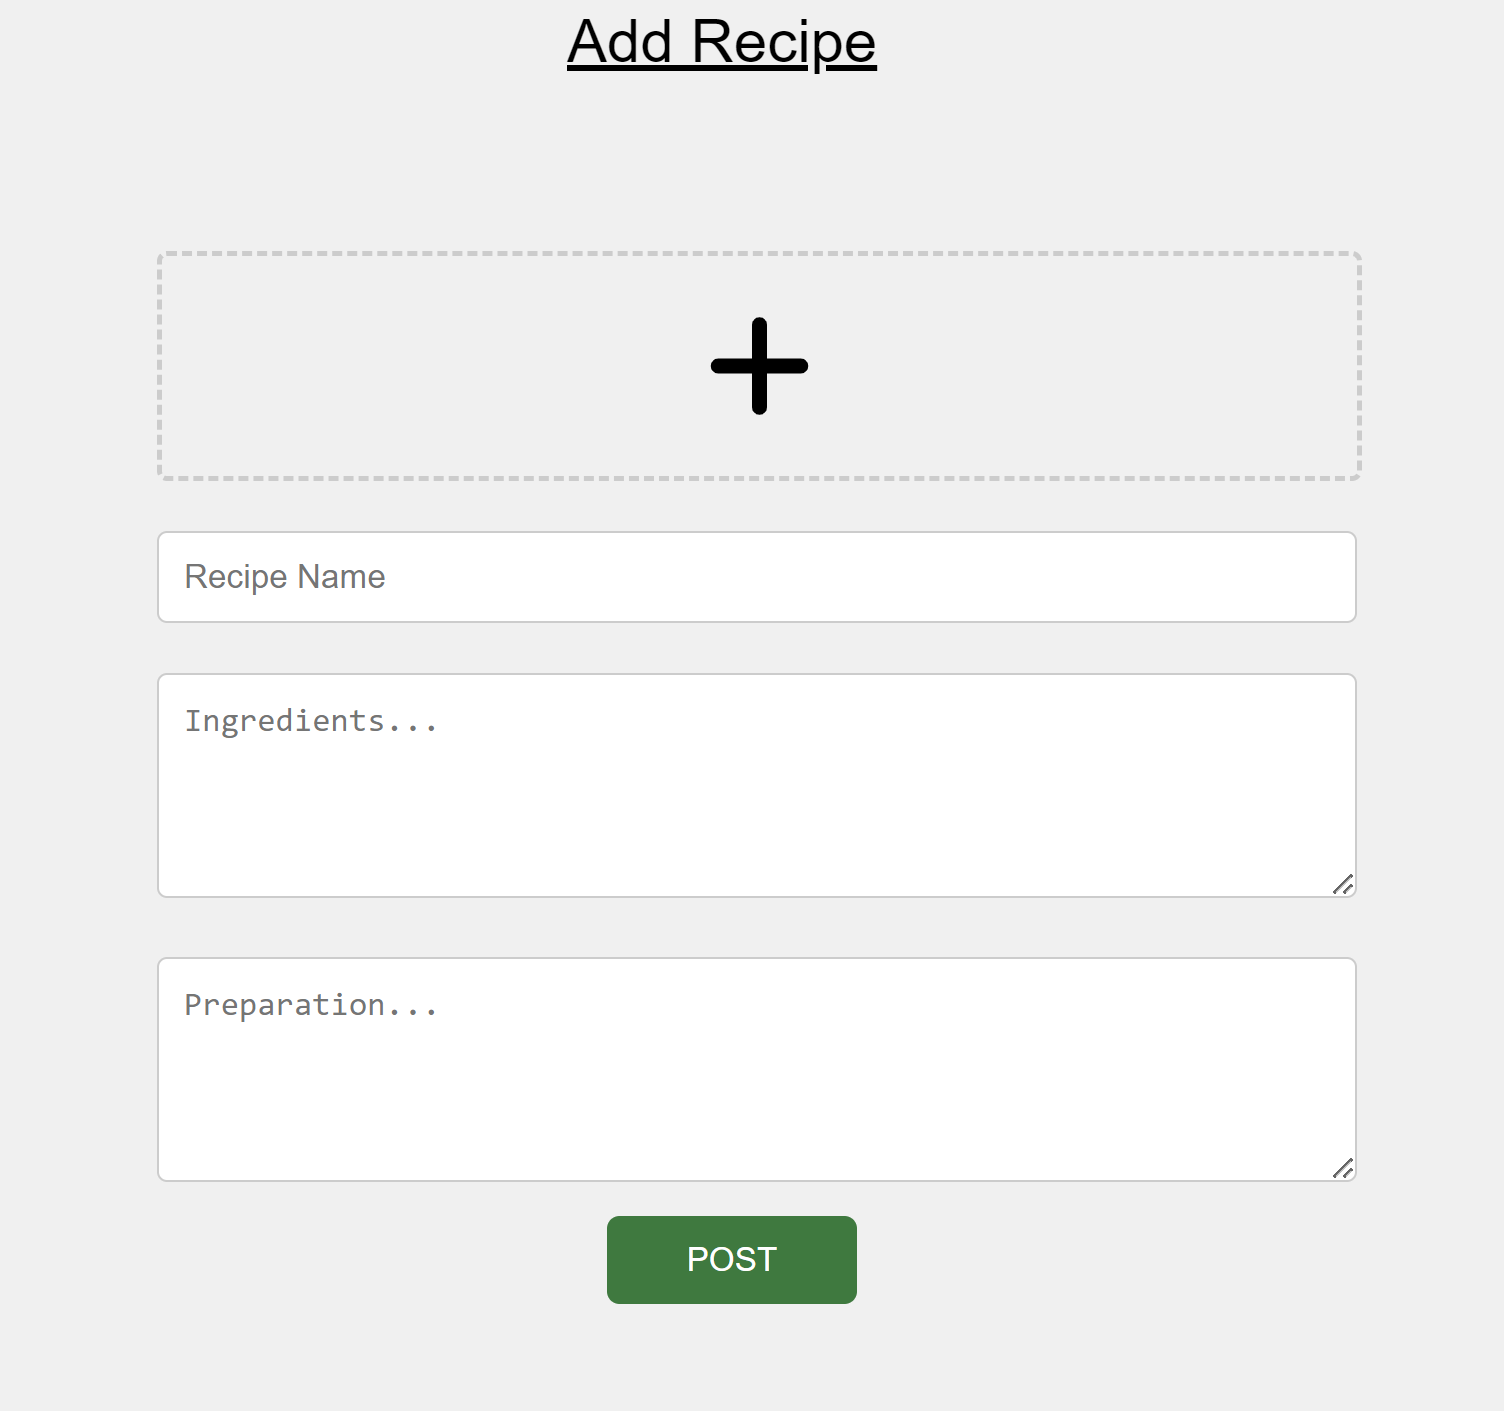 Add Recipe
Recipe Name
Ingredients...
Preparation...
POST